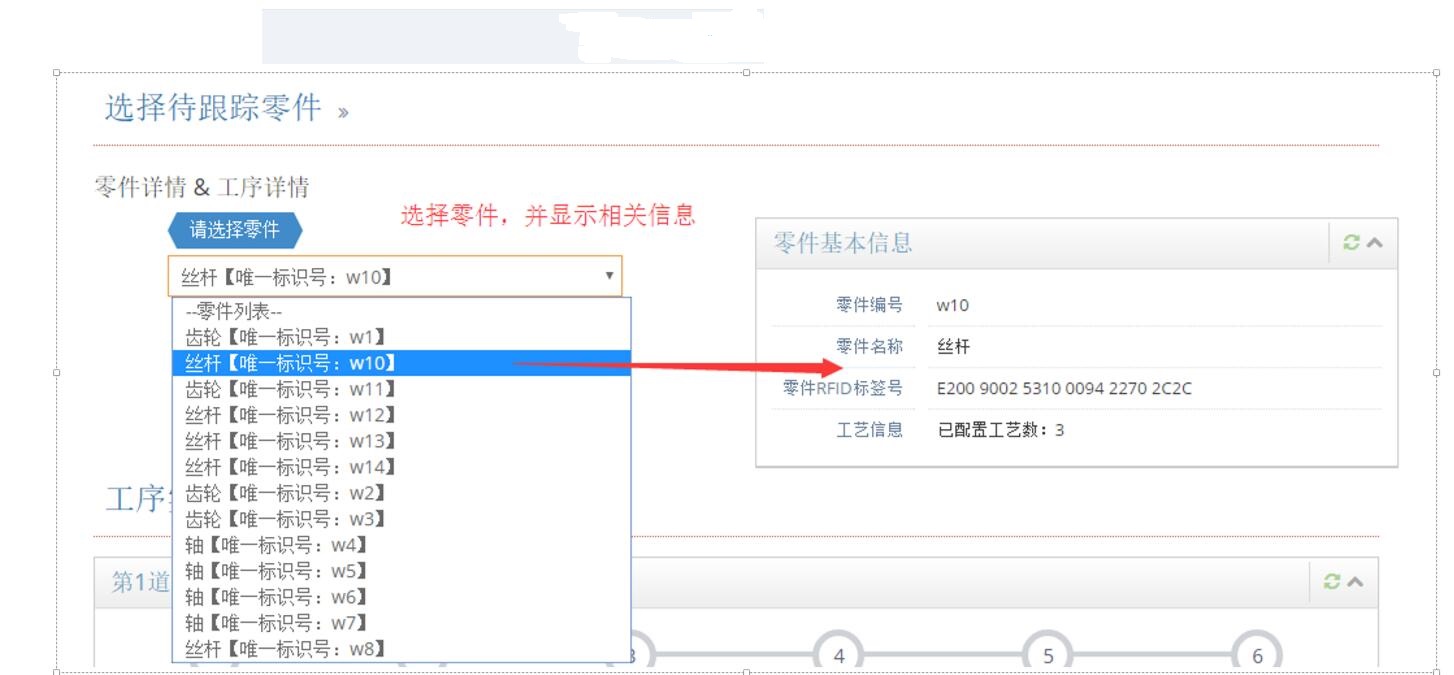 选择待跟踪零件 »
零件详情 & 工序详情
请选择零件
选择零件，并显示相关信息
丝杆【唯一标识号：w10】
--零件列表--
齿轮【唯一标识号：w1】
丝杆【唯一标识号：w10】
齿轮【唯一标识号：w11】
丝杆【唯一标识号：w12】
丝杆【唯一标识号：w13】
丝杆【唯一标识号：w14】
齿轮【唯一标识号：w2】
齿轮【唯一标识号：w3】
轴【唯一标识号：w4】
轴【唯一标识号：w5】
轴【唯一标识号：w6】
轴【唯一标识号：w7】
丝杆【唯一标识号：w8】
零件基本信息
零件编号 w10
零件名称 丝杆
零件RFID标签号 E200 9002 5310 0094 2270 2C2C
工艺信息 已配置工艺数：3
工序
第1道
3 4 5 6